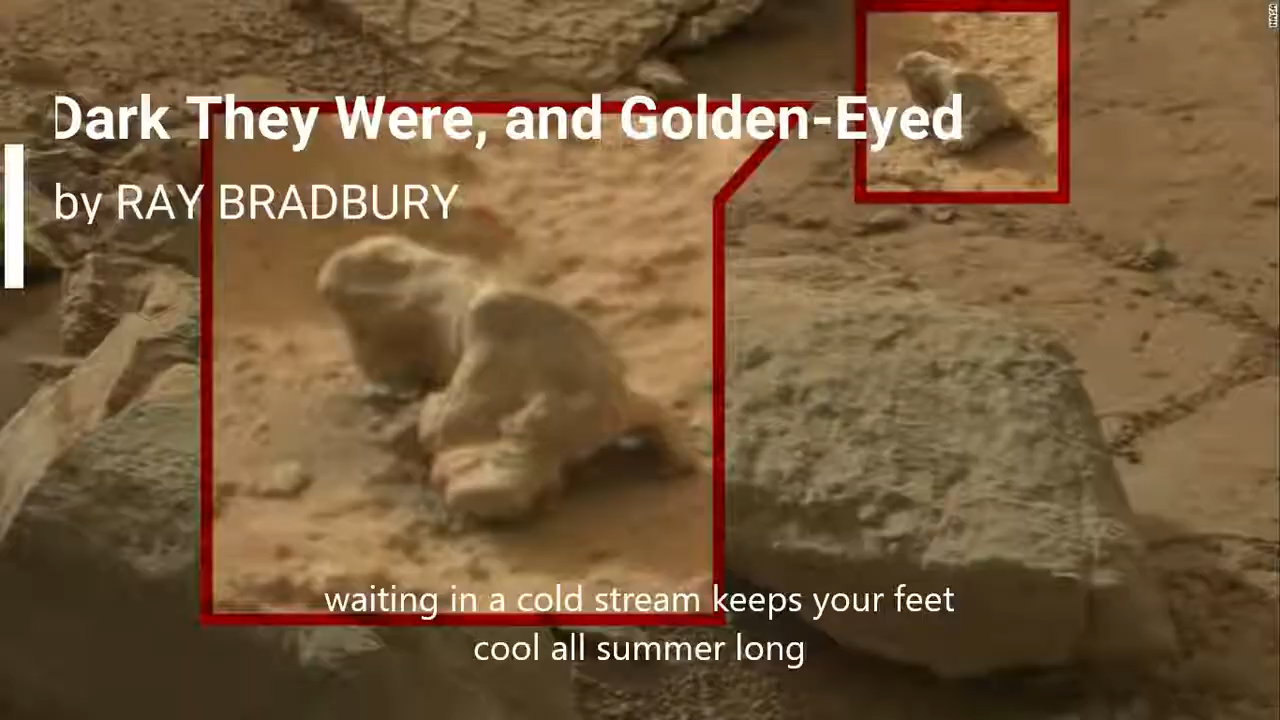 NASA
Dark They Were, and Golden-Eyed
by RAY BRADBURY
waiting in a cold stream keeps your feet
cool all summer long